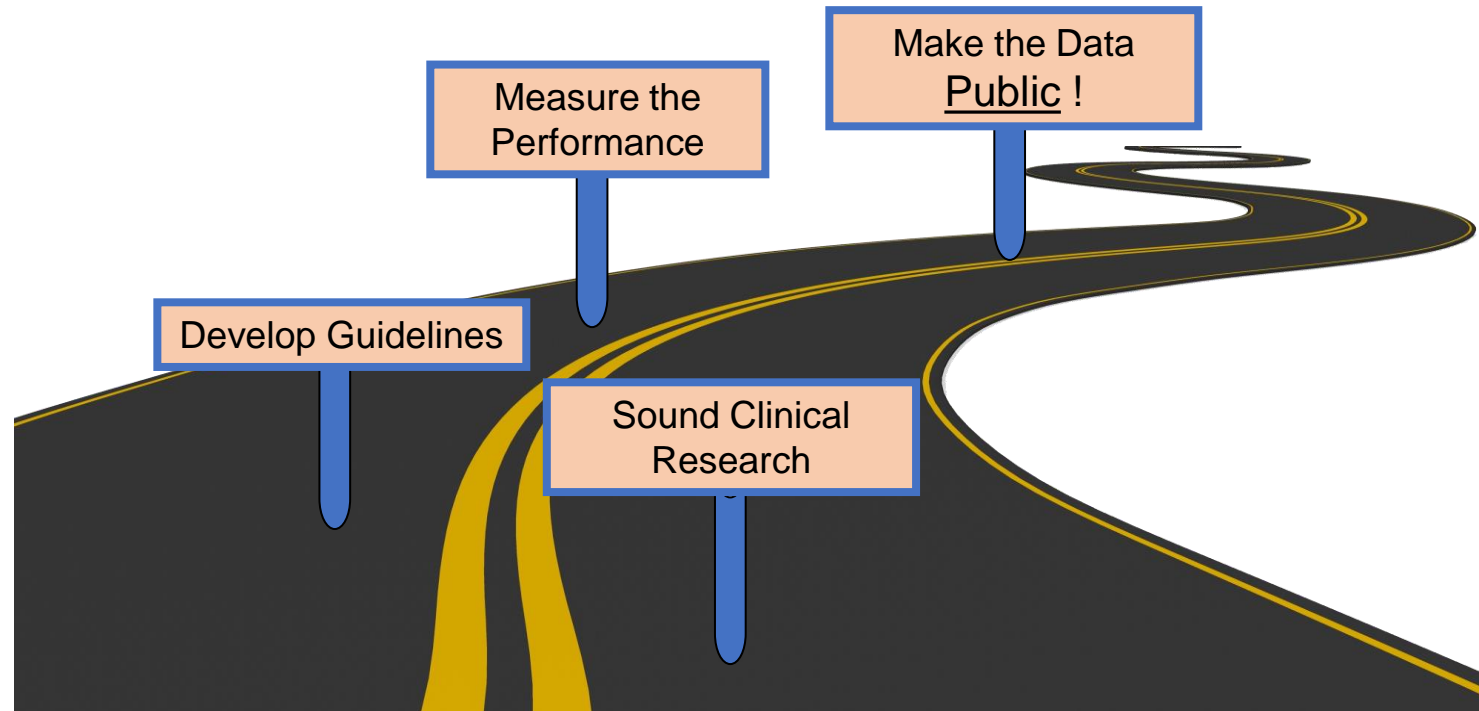 Make the Data
Public !
Measure the
Performance
Develop Guidelines
Sound Clinical
Research